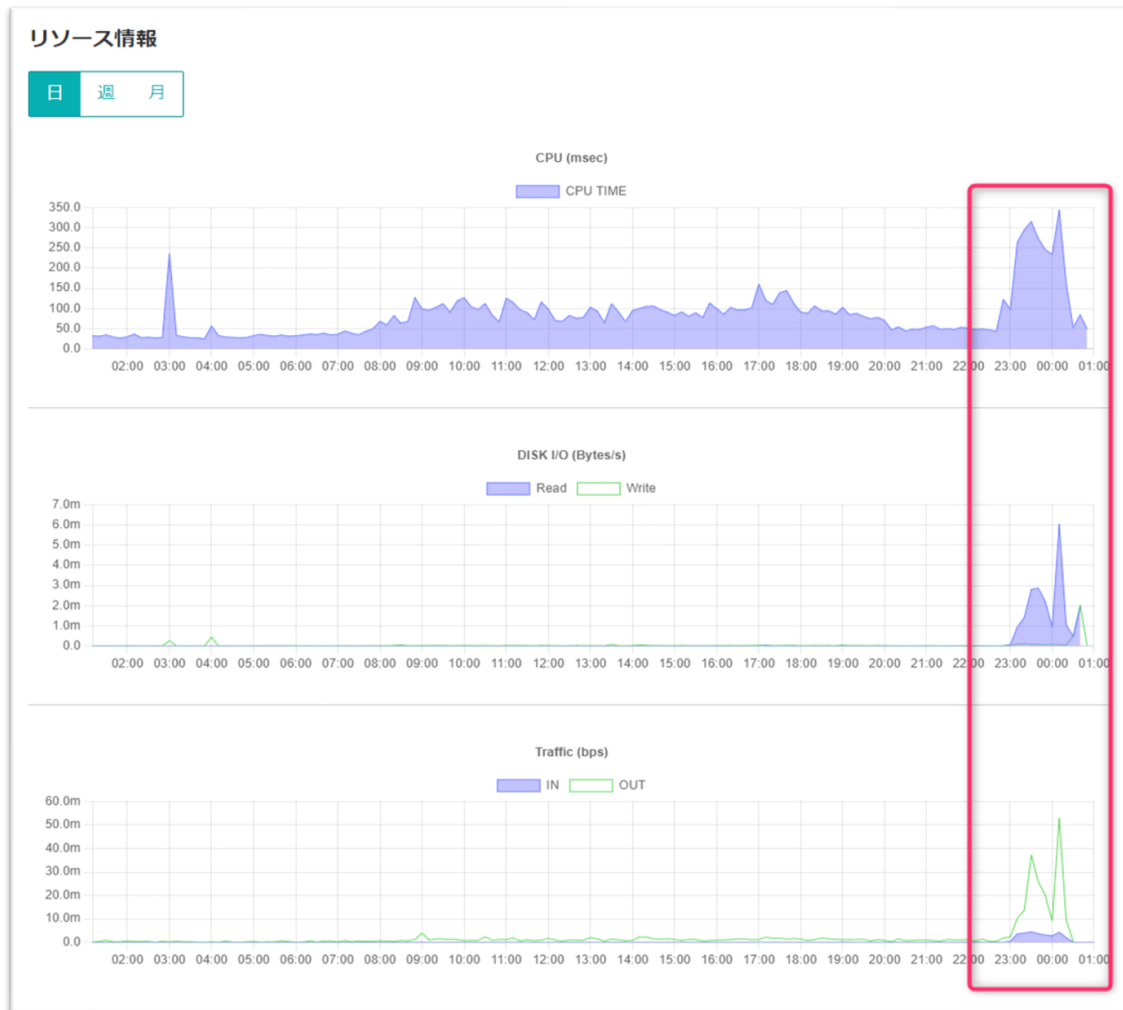 リソース情報
日 週 月
CPU (msec)
CPU TIME
350.0
300.0
250.0
200.0
150.0
100.0
50.0
0.0
02:00 03:00 04:00 05:00 06:00 07:00 08:00 09:00 10:00 11:00 12:00 13:00 14:00 15:00 16:00 17:00 18:00 19:00 20:00 21:00 22:00 23:00 00:00 01:00
DISK I/O (Bytes/s)
Read Write
7.0m
6.0m
5.0m
4.0m
3.0m
2.0m
1.0m
0.0
02:00 03:00 04:00 05:00 06:00 07:00 08:00 09:00 10:00 11:00 12:00 13:00 14:00 15:00 16:00 17:00 18:00 19:00 20:00 21:00 22:00 23:00 00:00 01:00
Traffic (bps)
IN OUT
60.0m
50.0m
40.0m
30.0m
20.0m
10.0m
0.0
02:00 03:00 04:00 05:00 06:00 07:00 08:00 09:00 10:00 11:00 12:00 13:00 14:00 15:00 16:00 17:00 18:00 19:00 20:00 21:00 22:00 23:00 00:00 01:00